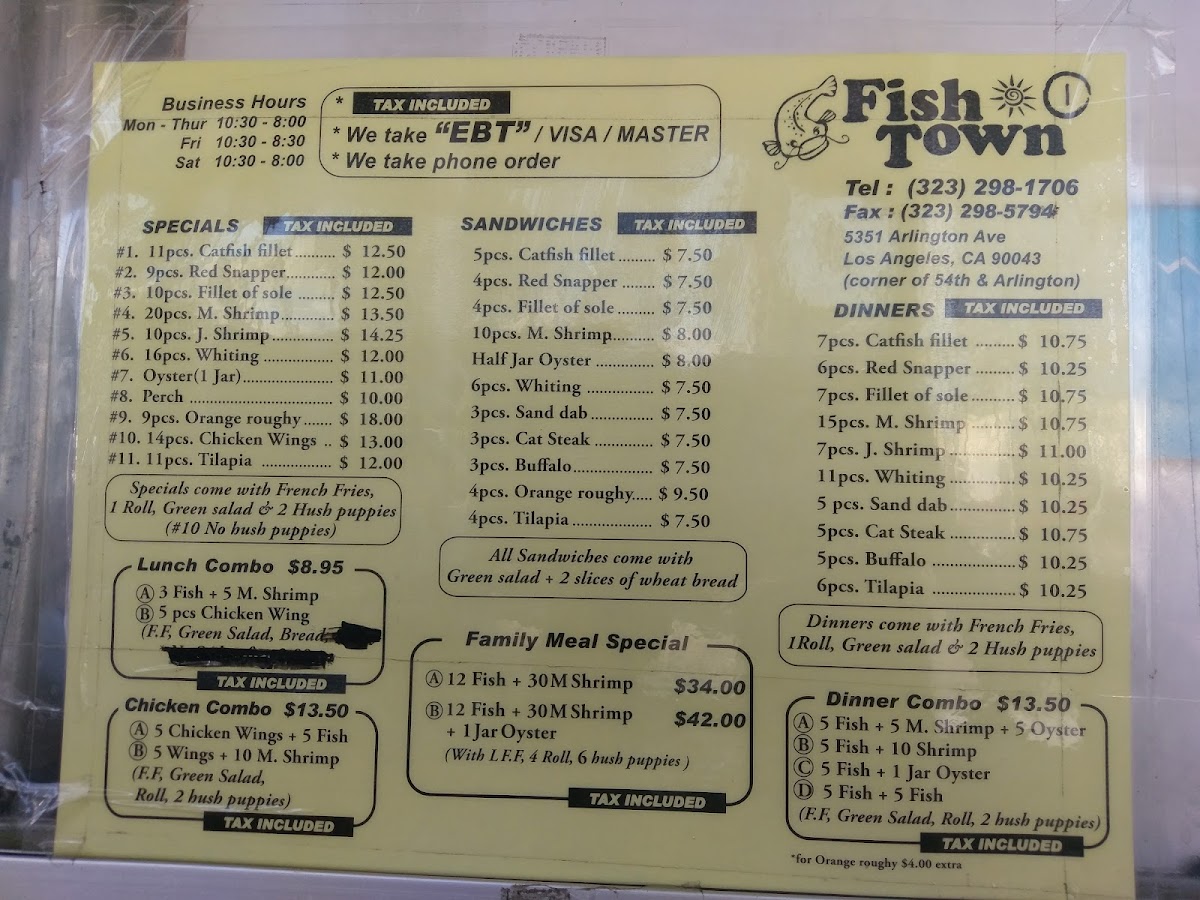 Business Hours
Mon - Thur 10:30 - 8:00
Fri 10:30 - 8:30
Sat 10:30 - 8:00
* TAX INCLUDED
* We take "EBT" / VISA / MASTER
* We take phone order
Fish Town 1
Tel : (323) 298-1706
Fax : (323) 298-5794
5351 Arlington Ave
Los Angeles, CA 90043
(corner of 54th & Arlington)
SPECIALS TAX INCLUDED
#1. 11pcs. Catfish fillet.......... $ 12.50
#2. 9pcs. Red Snapper............ $ 12.00
#3. 10pcs. Fillet of sole ......... $ 12.50
#4. 20pcs. M. Shrimp............. $ 13.50
#5. 10pcs. J. Shrimp............... $ 14.25
#6. 16pcs. Whiting ................. $ 12.00
#7. Oyster(1 Jar)...................... $ 11.00
#8. Perch ................................... $ 10.00
#9. 9pcs. Orange roughy....... $ 18.00
#10. 14pcs. Chicken Wings .. $ 13.00
#11. 11pcs. Tilapia ................. $ 12.00
Specials come with French Fries,
1 Roll, Green salad & 2 Hush puppies
(#10 No hush puppies)
Lunch Combo $8.95
Ⓐ 3 Fish + 5 M. Shrimp
Ⓑ 5 pcs Chicken Wing
(F.F, Green Salad, Bread,
TAX INCLUDED
Chicken Combo $13.50
Ⓐ 5 Chicken Wings + 5 Fish
Ⓑ 5 Wings + 10 M. Shrimp
(F.F, Green Salad,
Roll, 2 hush puppies)
TAX INCLUDED
SANDWICHES TAX INCLUDED
5pcs. Catfish fillet......... $ 7.50
4pcs. Red Snapper ........ $ 7.50
4pcs. Fillet of sole......... $ 7.50
10pcs. M. Shrimp.......... $ 8.00
Half Jar Oyster .............. $ 8.00
6pcs. Whiting ................ $ 7.50
3pcs. Sand dab............... $ 7.50
3pcs. Cat Steak .............. $ 7.50
3pcs. Buffalo................... $ 7.50
4pcs. Orange roughy..... $ 9.50
4pcs. Tilapia ................... $ 7.50
All Sandwiches come with
Green salad + 2 slices of wheat bread
Family Meal Special
Ⓐ 12 Fish + 30M Shrimp $34.00
Ⓑ 12 Fish + 30M Shrimp $42.00
+ 1Jar Oyster
(With L F.F, 4 Roll, 6 hush puppies )
TAX INCLUDED
DINNERS TAX INCLUDED
7pcs. Catfish fillet .........$ 10.75
6pcs. Red Snapper .........$ 10.25
7pcs. Fillet of sole..........$ 10.75
15pcs. M. Shrimp ..........$ 10.75
7pcs. J. Shrimp ...............$ 11.00
11pcs. Whiting ...............$ 10.25
5 pcs. Sand dab...............$ 10.25
5pcs. Cat Steak ...............$ 10.75
5pcs. Buffalo ...................$ 10.25
6pcs. Tilapia ...................$ 10.25
Dinners come with French Fries,
1Roll, Green salad & 2 Hush puppies
Dinner Combo $13.50
Ⓐ 5 Fish + 5 M. Shrimp + 5 Oyster
Ⓑ 5 Fish + 10 Shrimp
Ⓒ 5 Fish + 1 Jar Oyster
Ⓓ 5 Fish + 5 Fish
(F.F, Green Salad, Roll, 2 hush puppies)
TAX INCLUDED
*for Orange roughy $4.00 extra